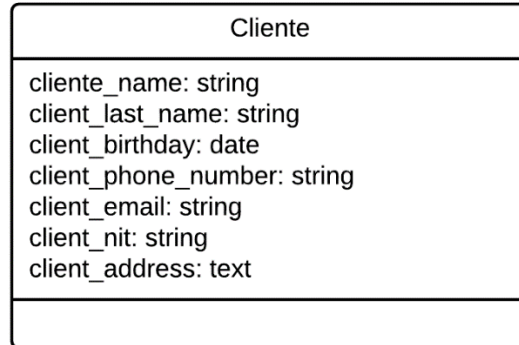 Cliente
cliente_name: string
client_last_name: string
client_birthday: date
client_phone_number: string
client_email: string
client_nit: string
client_address: text